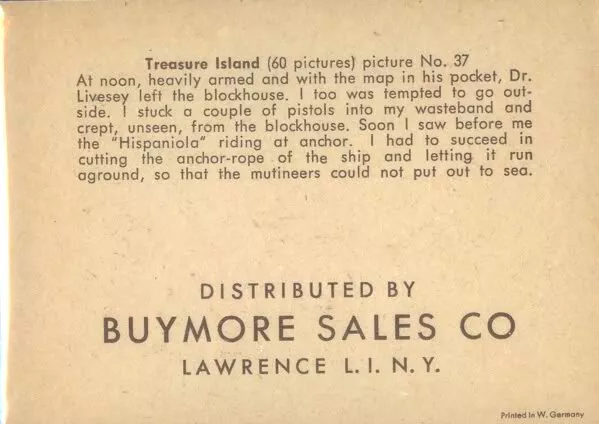 Treasure Island (60 pictures) picture No. 37
At noon, heavily armed and with the map in his pocket, Dr.
Livesey left the blockhouse. I too was tempted to go out-
side. I stuck a couple of pistols into my wasteband and
crept, unseen, from the blockhouse. Soon I saw before me
the "Hispaniola" riding at anchor. I had to succeed in
cutting the anchor-rope of the ship and letting it run
aground, so that the mutineers could not put out to sea.
DISTRIBUTED BY
BUYMORE SALES CO
LAWRENCE L. I. N. Y.
Printed in W. Germany